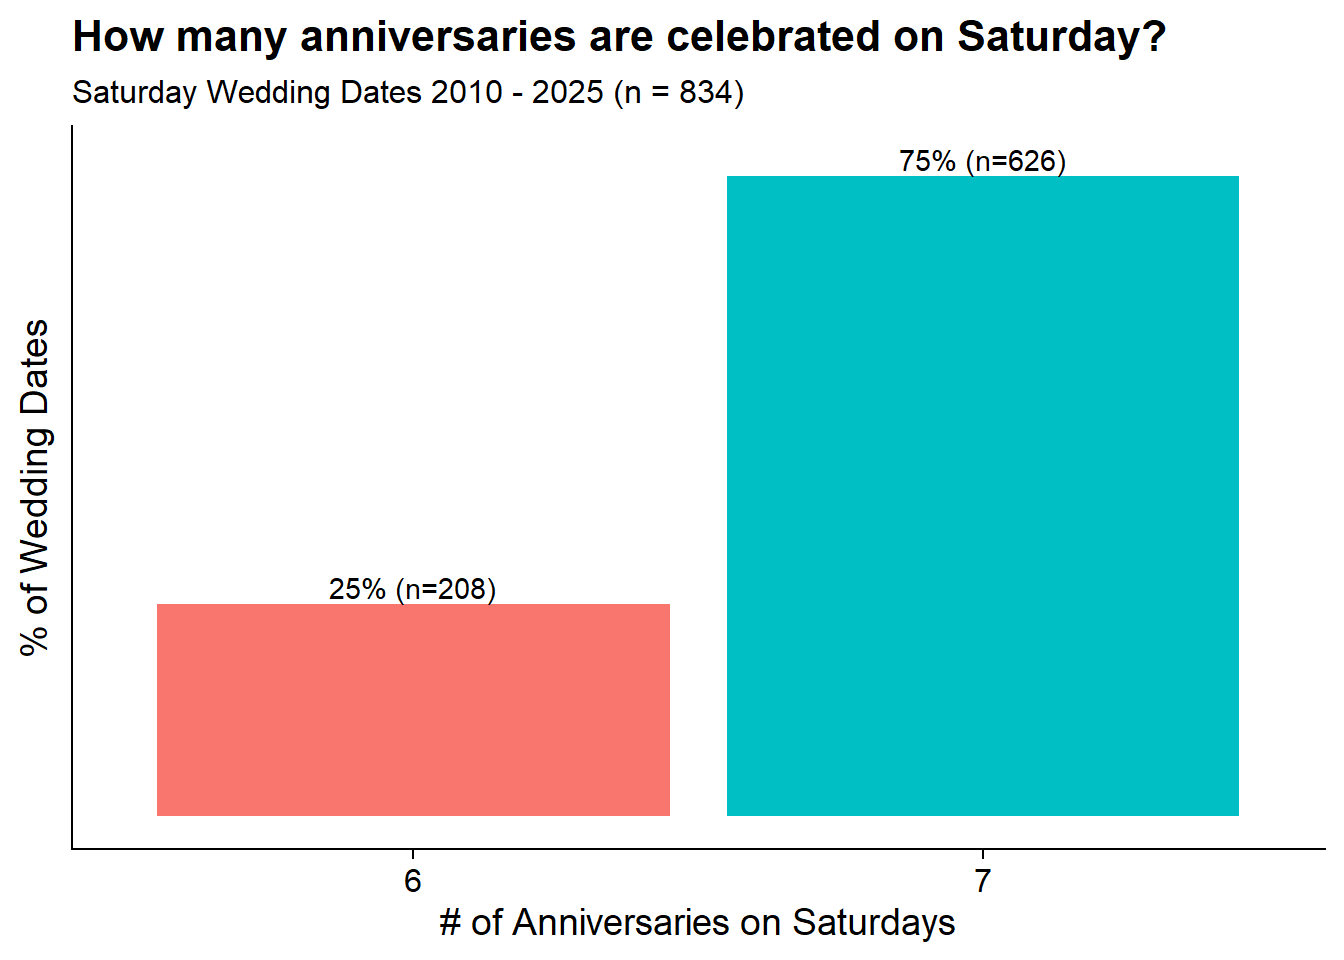 How many anniversaries are celebrated on Saturday?
Saturday Wedding Dates 2010 - 2025 (n = 834)
75% (n=626)
25% (n=208)
% of Wedding Dates
6
7
# of Anniversaries on Saturdays